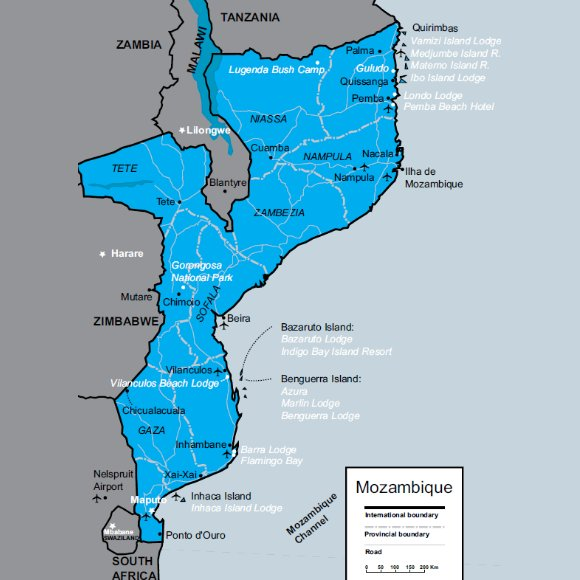 TANZANIA
ZAMBIA
MALAWI
Quirimbas
Vamizi Island Lodge
Medjumbe Island R.
Matemo Island R.
Ibo Island Lodge
Palma
Lugenda Bush Camp
Guludo
Quissanga
Londo Lodge
Pemba
Pamba Beach Hotel
NIASSA
Lilongwe
Cuamba
NAMPULA
Nacala
TETE
Nampula
Ilha de
Mozambique
Blantyre
Tete
ZAMBEZIA
Harare
Gorongosa
National Park
Mutare
Chimoio
SOFALA
ZIMBABWE
Beira
Bazaruto Island:
Bazaruto Lodge
Indigo Bay Island Resort
Vilanculos
Vilanculos Beach Lodge
Benguerra Island:
Azura
Marlin Lodge
Benguerra Lodge
Chicualacuala
GAZA
Inhambane
Barra Lodge
Flamingo Bay
Nelspruit
Airport
Xai-Xai
Maputo
Inhaca Island
Inhaca Island Lodge
Mozambique
Channel
Mbabane
SWAZILAND
Ponto d'Ouro
SOUTH
AFRICA
Mozambique
International boundary
Provincial boundary
Road
0 50 100 200 Km